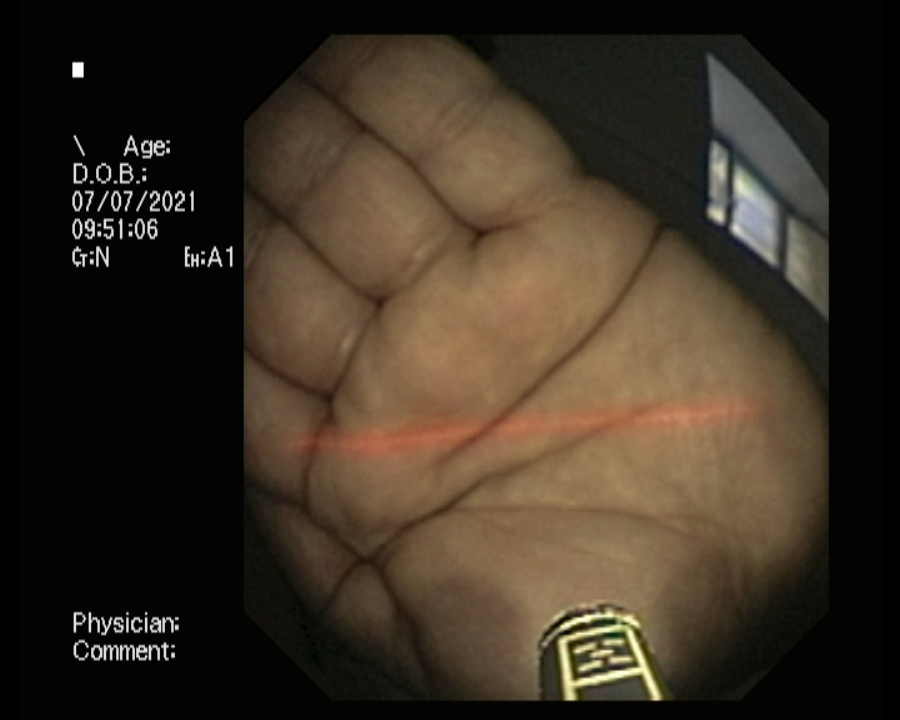 \ Age:
D.O.B.:
07/07/2021
09:51:06
Cr:N EH:A1
Physician:
Comment: